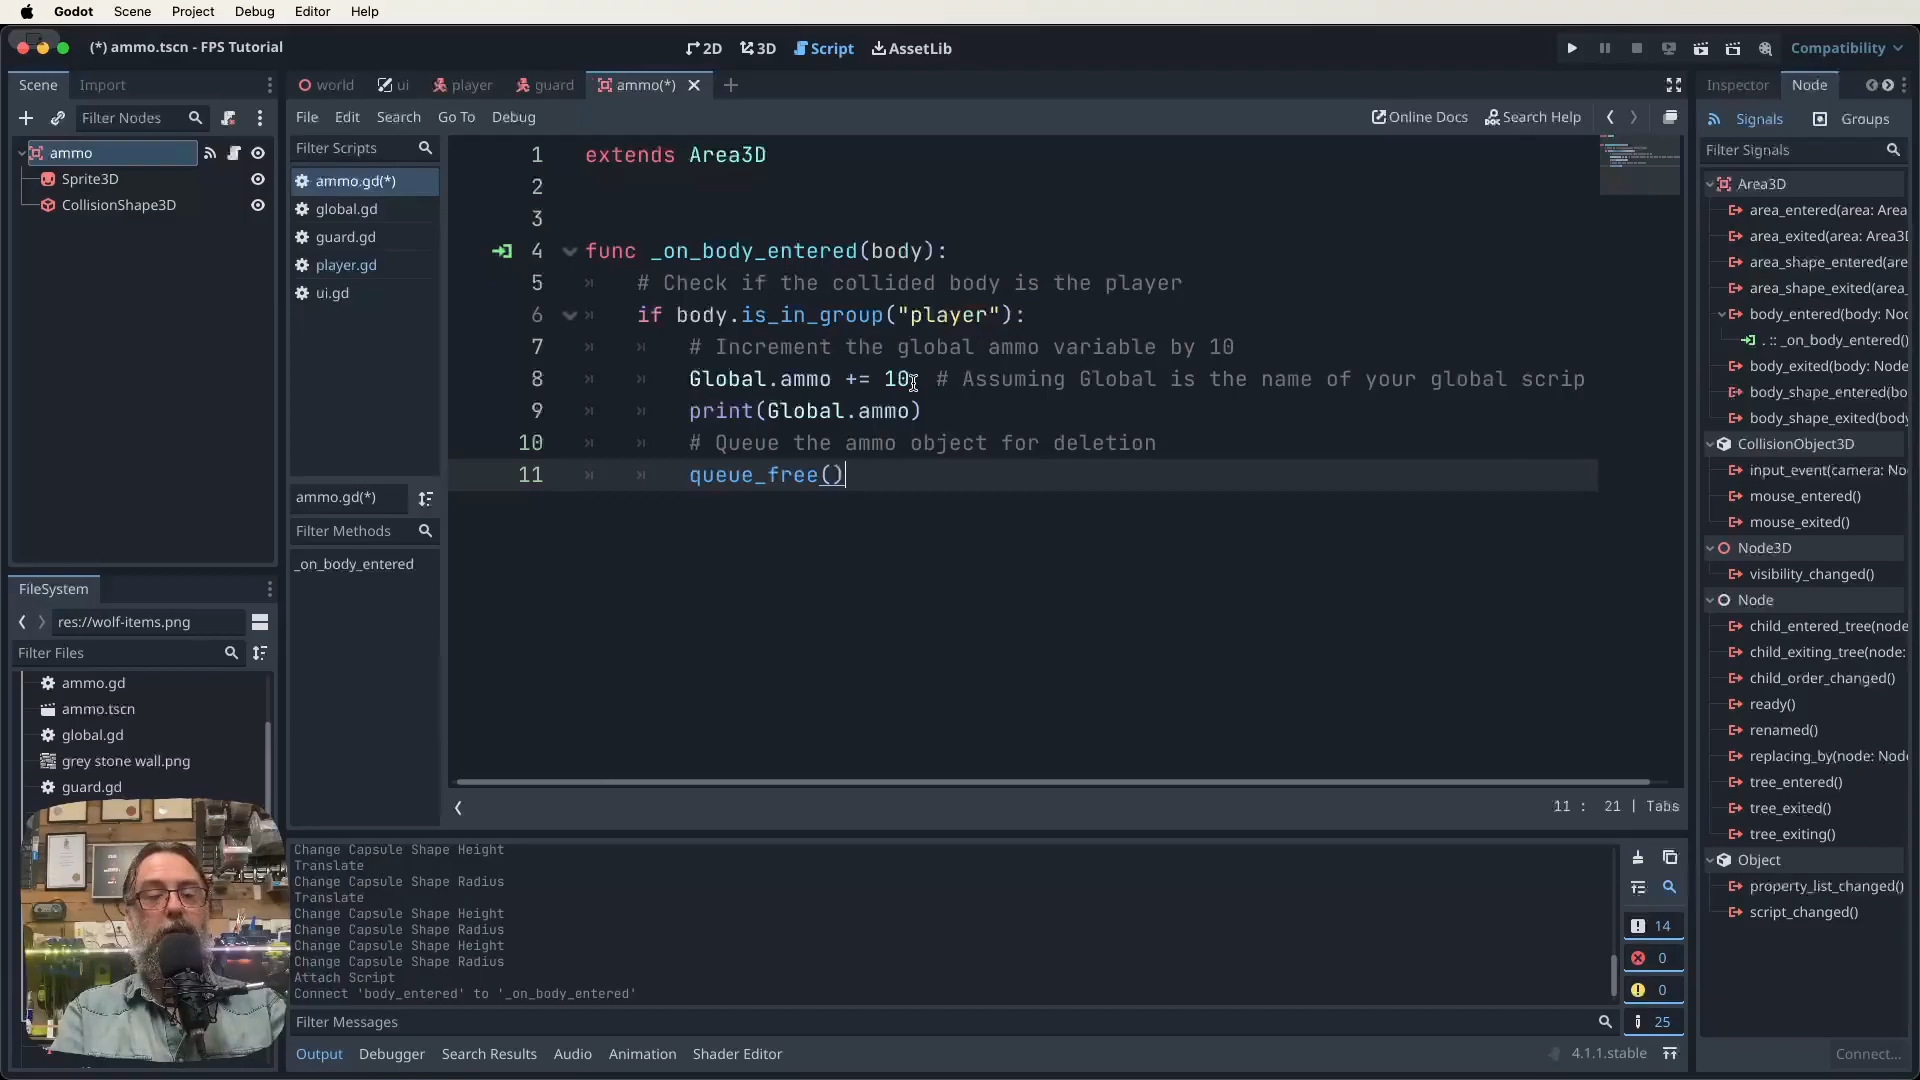 Godot
Scene
Project
Debug
Editor
Help
(*) ammo.tscn - FPS Tutorial
2D
3D
Script
AssetLib
Compatibility
Scene
Import
Filter Nodes
ammo
Sprite3D
CollisionShape3D
world
ui
player
guard
ammo(*)
File
Edit
Search
Go To
Debug
Online Docs
Search Help
Filter Scripts
ammo.gd(*)
global.gd
guard.gd
player.gd
ui.gd
ammo.gd(*)
Filter Methods
_on_body_entered
1 extends Area3D
2
3
4 func _on_body_entered(body):
5 # Check if the collided body is the player
6 if body.is_in_group("player"):
7 # Increment the global ammo variable by 10
8 Global.ammo += 10 # Assuming Global is the name of your global scrip
9 print(Global.ammo)
10 # Queue the ammo object for deletion
11 queue_free()
11 : 21 | Tabs
Inspector
Node
Signals
Groups
Filter Signals
Area3D
area_entered(area: Area
area_exited(area: Area3D
area_shape_entered(are
area_shape_exited(area_
body_entered(body: Noc
. :: _on_body_entered()
body_exited(body: Node
body_shape_entered(bo
body_shape_exited(body
CollisionObject3D
input_event(camera: No
mouse_entered()
mouse_exited()
Node3D
visibility_changed()
Node
child_entered_tree(node
child_exiting_tree(node:
child_order_changed()
ready()
renamed()
replacing_by(node: Node
tree_entered()
tree_exited()
tree_exiting()
Object
property_list_changed()
script_changed()
Connect...
FileSystem
res://wolf-items.png
Filter Files
ammo.gd
ammo.tscn
global.gd
grey stone wall.png
guard.gd
Change Capsule Shape Height
Translate
Change Capsule Shape Radius
Translate
Change Capsule Shape Height
Change Capsule Shape Radius
Change Capsule Shape Height
Change Capsule Shape Radius
Attach Script
Connect 'body_entered' to '_on_body_entered'
14
0
0
25
Filter Messages
Output
Debugger
Search Results
Audio
Animation
Shader Editor
4.1.1.stable